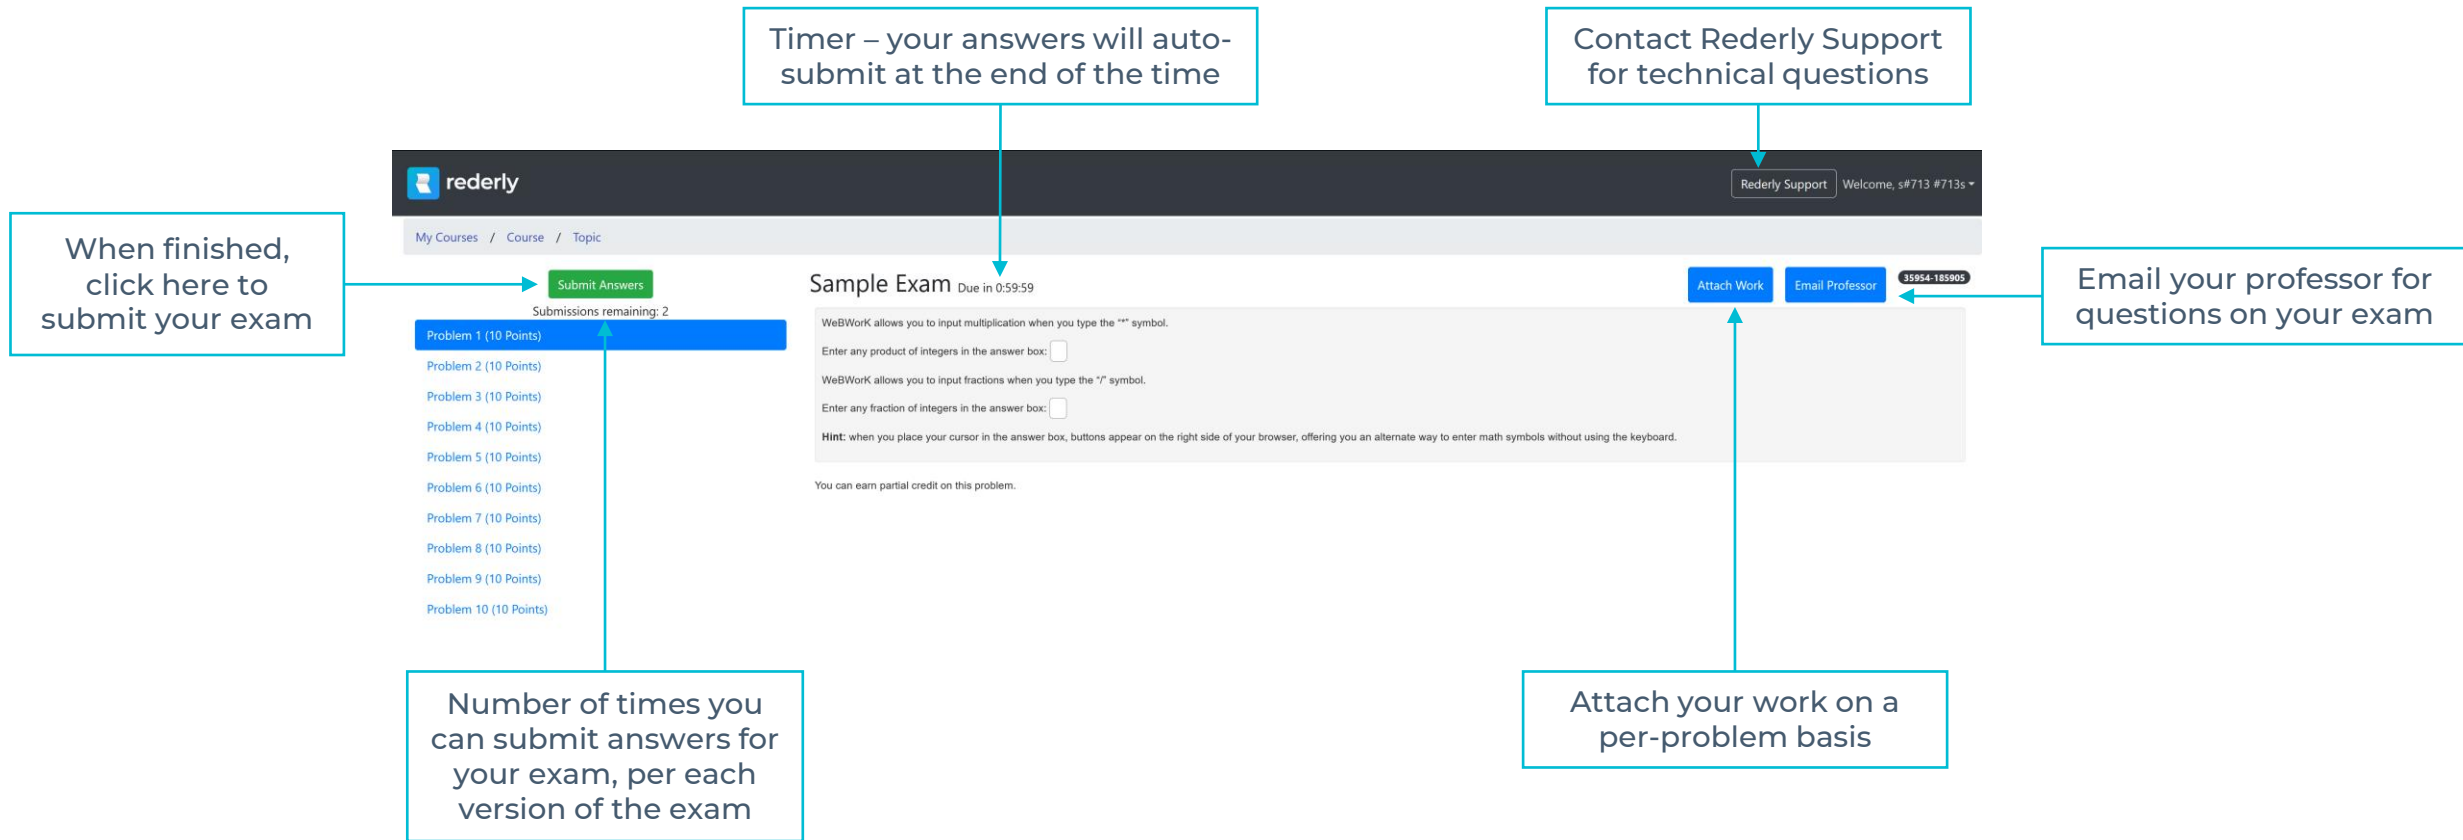 Timer – your answers will auto-
submit at the end of the time
Contact Rederly Support
for technical questions
rederly
Rederly Support
Welcome, s#713 #713s
My Courses / Course / Topic
When finished,
click here to
submit your exam
Submit Answers
Submissions remaining: 2
Problem 1 (10 Points)
Problem 2 (10 Points)
Problem 3 (10 Points)
Problem 4 (10 Points)
Problem 5 (10 Points)
Problem 6 (10 Points)
Problem 7 (10 Points)
Problem 8 (10 Points)
Problem 9 (10 Points)
Problem 10 (10 Points)
Sample Exam Due in 0:59:59
Attach Work
Email Professor
35954-185905
WeBWorK allows you to input multiplication when you type the "*" symbol.
Enter any product of integers in the answer box:
WeBWorK allows you to input fractions when you type the "/" symbol.
Enter any fraction of integers in the answer box:
Hint: when you place your cursor in the answer box, buttons appear on the right side of your browser, offering you an alternate way to enter math symbols without using the keyboard.
You can earn partial credit on this problem.
Email your professor for
questions on your exam
Number of times you
can submit answers for
your exam, per each
version of the exam
Attach your work on a
per-problem basis